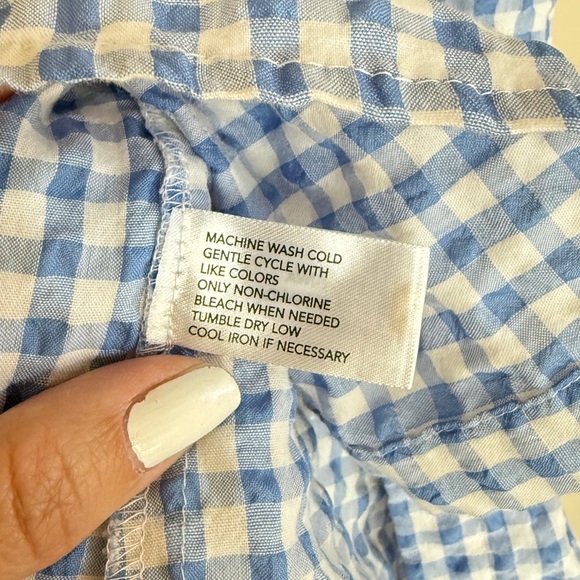 MACHINE WASH COLD
GENTLE CYCLE WITH
LIKE COLORS
ONLY NON-CHLORINE
BLEACH WHEN NEEDED
TUMBLE DRY LOW
COOL IRON IF NECESSARY